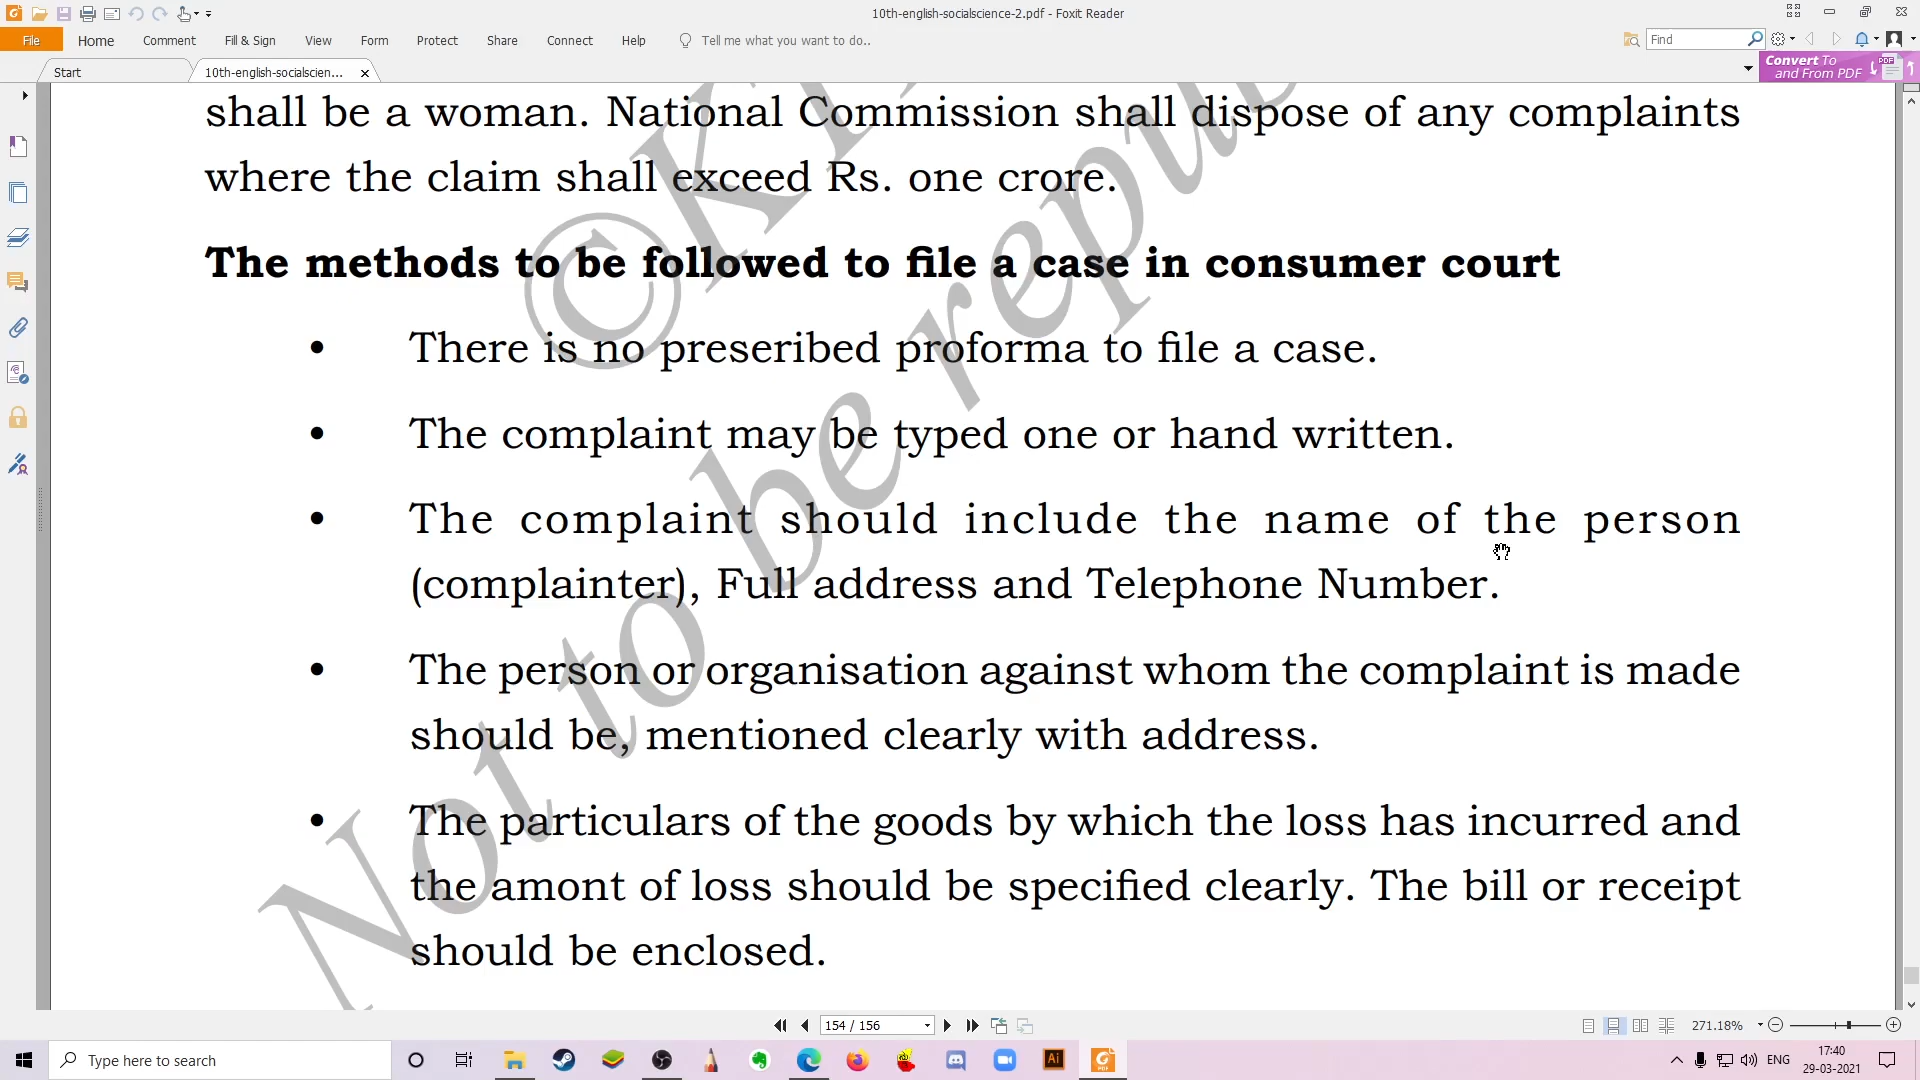 10th-english-socialscience-2.pdf - Foxit Reader
File Home Comment Fill & Sign View Form Protect Share Connect Help Tell me what you want to do.. Find
Start 10th-english-socialscien... Convert To
and From PDF
PDF
shall be a woman. National Commission shall dispose of any complaints
where the claim shall exceed Rs. one crore.
The methods to be followed to file a case in consumer court
• There is no preseribed proforma to file a case.
• The complaint may be typed one or hand written.
• The complaint should include the name of the person
(complainter), Full address and Telephone Number.
• The person or organisation against whom the complaint is made
should be, mentioned clearly with address.
• The particulars of the goods by which the loss has incurred and
the amont of loss should be specified clearly. The bill or receipt
should be enclosed.
Not to be repub
154 / 156 271.18%
Type here to search Ai PDF ENG 17:40
29-03-2021